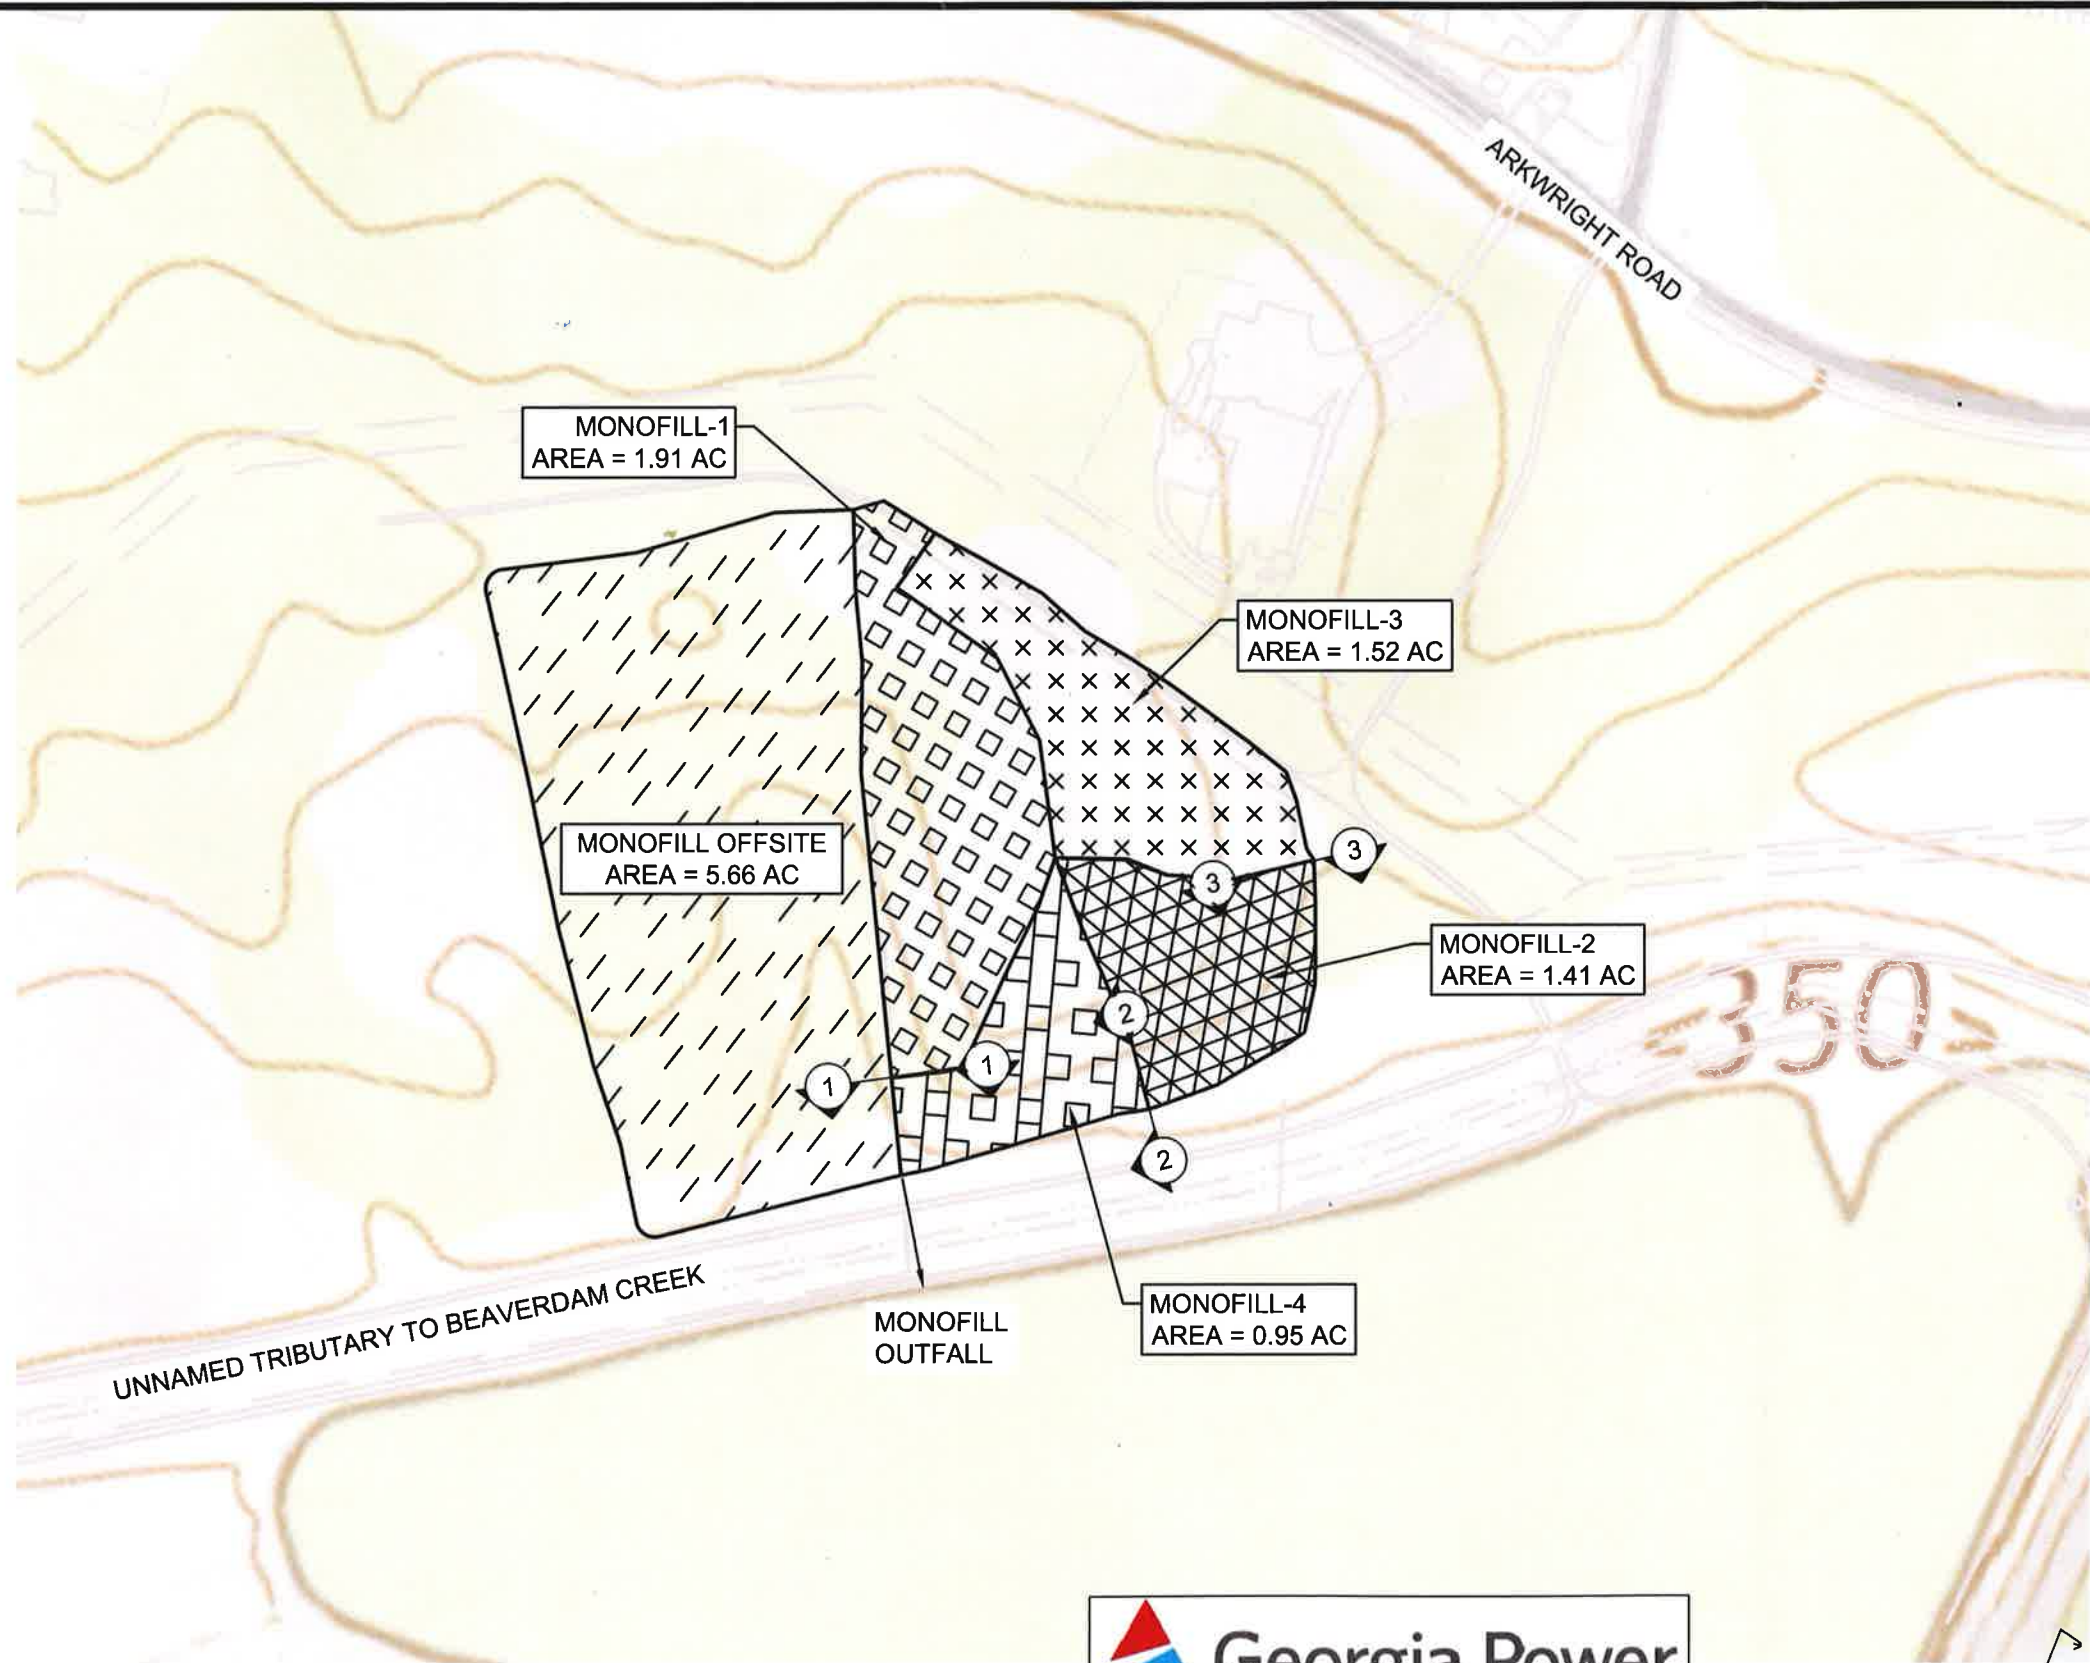 ARKWRIGHT ROAD
MONOFILL-1
AREA = 1.91 AC
MONOFILL-3
AREA = 1.52 AC
MONOFILL OFFSITE
AREA = 5.66 AC
3
3
MONOFILL-2
AREA = 1.41 AC
350
2
1
1
2
MONOFILL-4
AREA = 0.95 AC
MONOFILL
OUTFALL
UNNAMED TRIBUTARY TO BEAVERDAM CREEK
Georgia Power